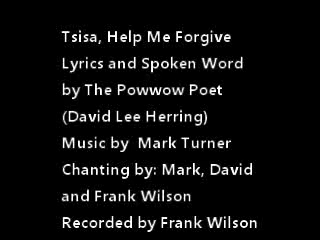 Tsisa, Help Me Forgive
Lyrics and Spoken Word
by The Powwow Poet
(David Lee Herring)
Music by  Mark Turner
Chanting by: Mark, David
and Frank Wilson
Recorded by Frank Wilson